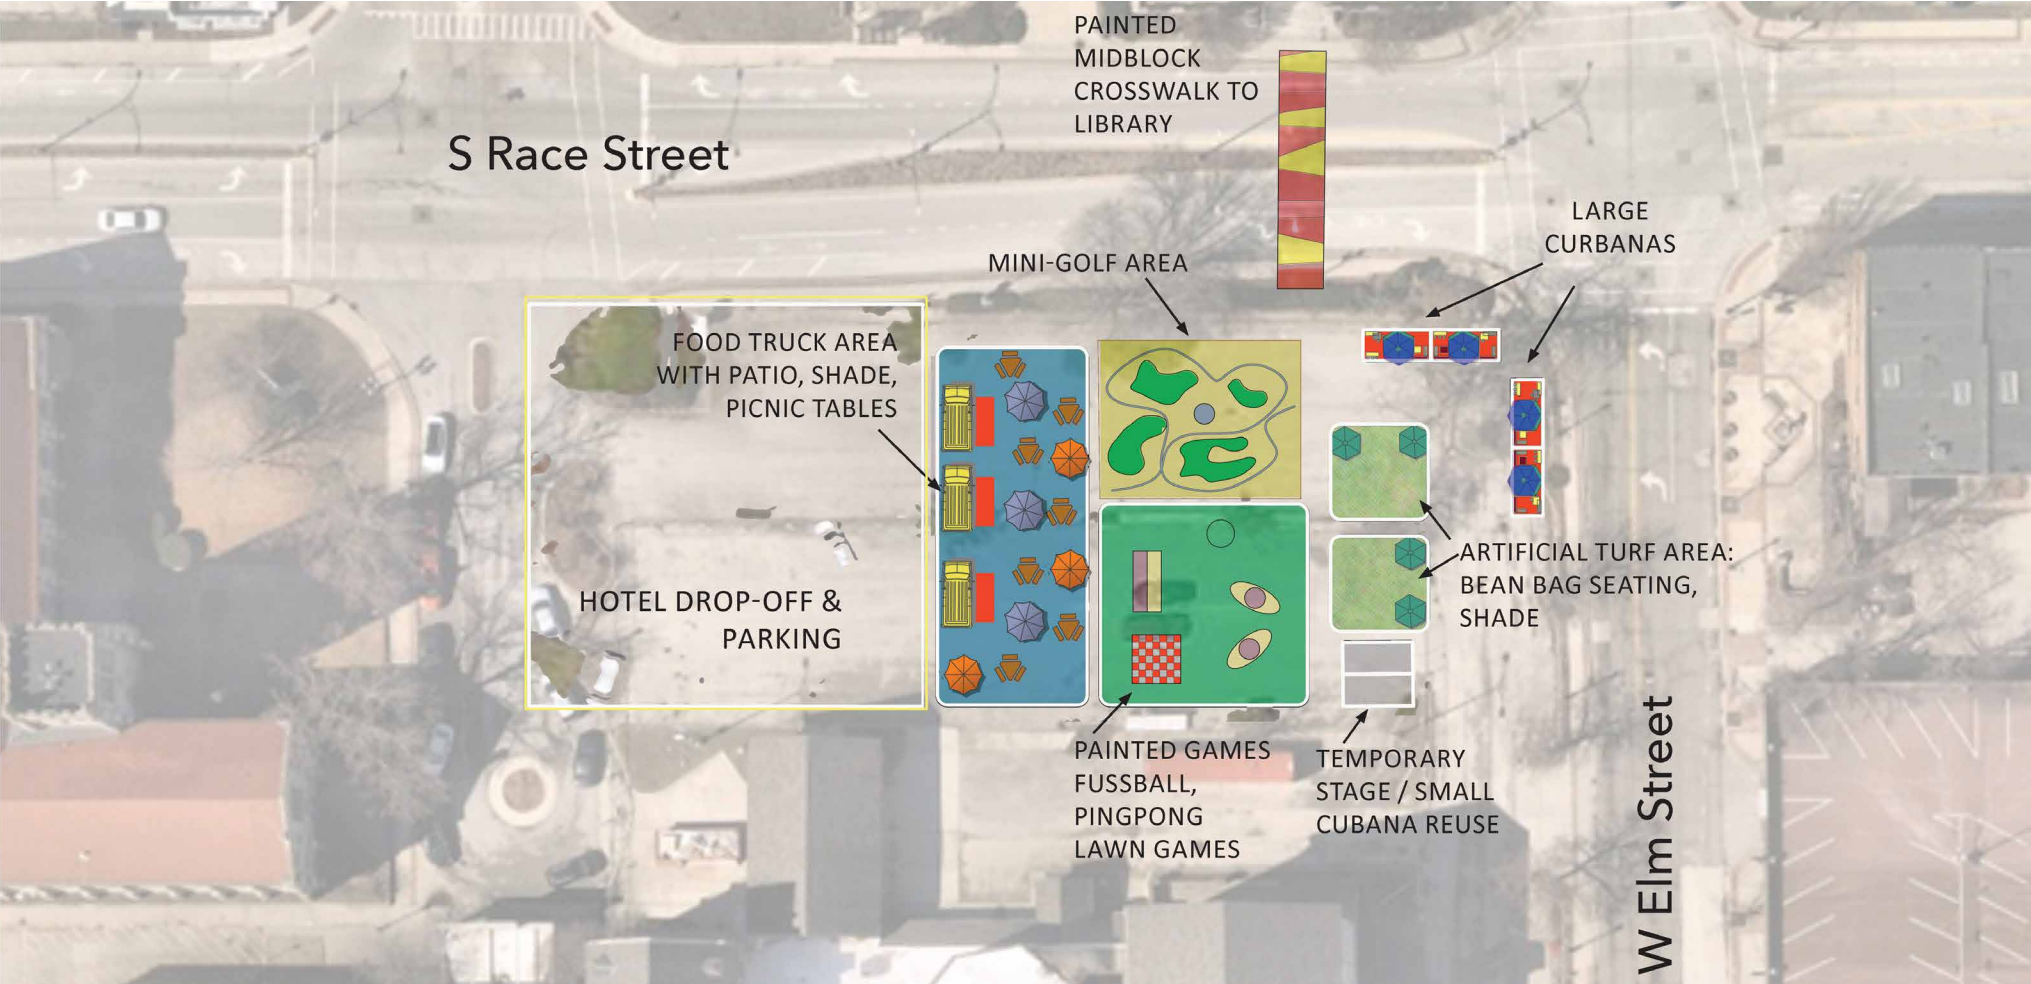 PAINTED
MIDBLOCK
CROSSWALK TO
LIBRARY
S Race Street
LARGE
CURBANAS
MINI-GOLF AREA
FOOD TRUCK AREA
WITH PATIO, SHADE,
PICNIC TABLES
HOTEL DROP-OFF &
PARKING
ARTIFICIAL TURF AREA:
BEAN BAG SEATING,
SHADE
PAINTED GAMES
FUSSBALL,
PINGPONG
LAWN GAMES
TEMPORARY
STAGE / SMALL
CUBANA REUSE
W Elm Street